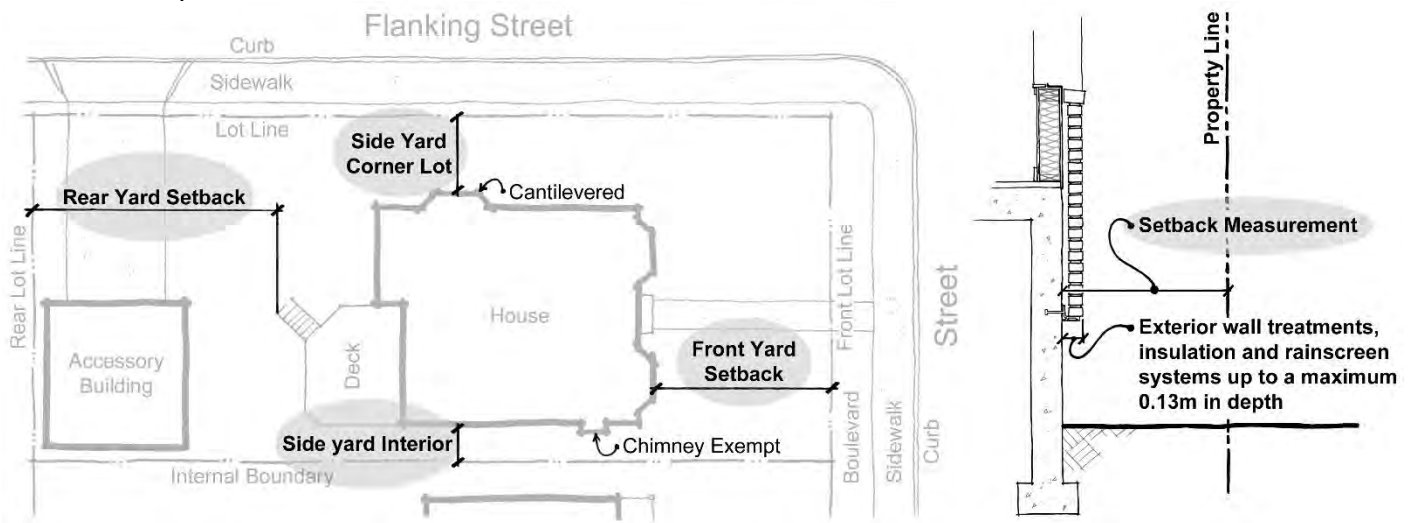 Flanking Street
Curb
Sidewalk
Lot Line
Side Yard
Corner Lot
Cantilevered
Rear Yard Setback
Rear Lot Line
Accessory
Building
Deck
House
Front Yard
Setback
Front Lot Line
Street
Side yard Interior
Chimney Exempt
Internal Boundary
Boulevard
Sidewalk
Curb
Property Line
Setback Measurement
Exterior wall treatments,
insulation and rainscreen
systems up to a maximum
0.13m in depth